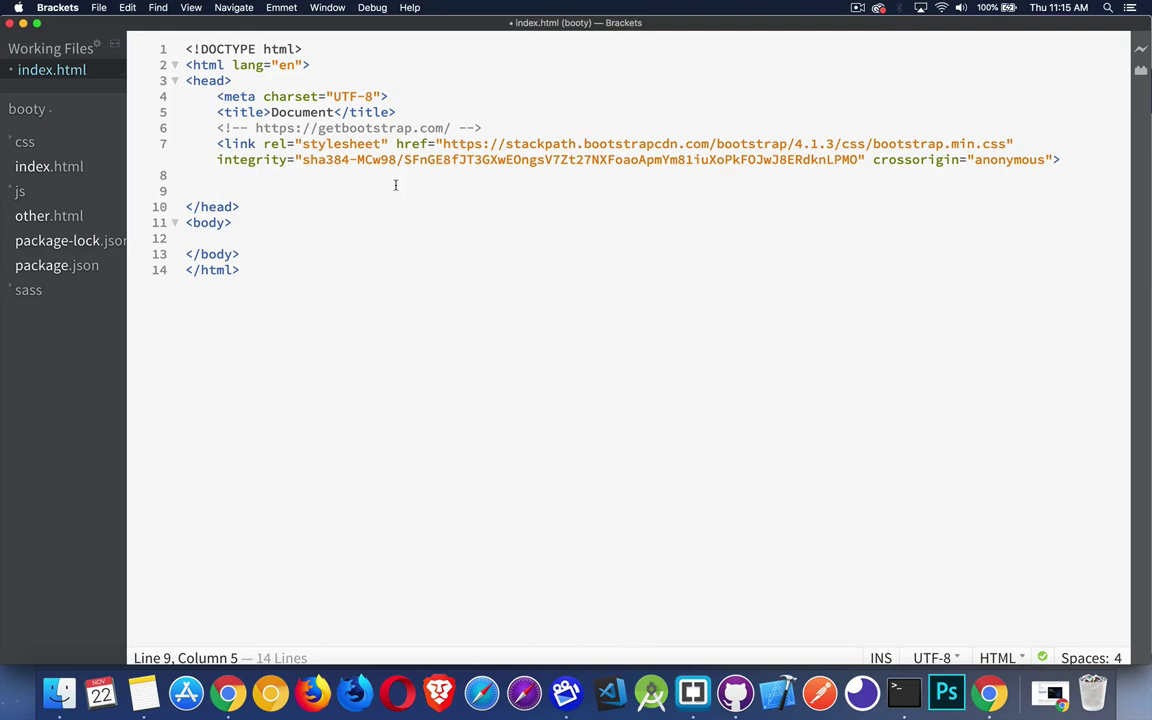 Brackets File Edit Find View Navigate Emmet Window Debug Help 100% Thu 11:15 AM
• index.html (booty) — Brackets
Working Files
• index.html
booty
css
index.html
js
other.html
package-lock.json
package.json
sass
1 <!DOCTYPE html>
2 <html lang="en">
3 <head>
4 <meta charset="UTF-8">
5 <title>Document</title>
6 <!-- https://getbootstrap.com/ -->
7 <link rel="stylesheet" href="https://stackpath.bootstrapcdn.com/bootstrap/4.1.3/css/bootstrap.min.css"
integrity="sha384-MCw98/SFnGE8fJT3GXwEOngsV7Zt27NXFoaoApmYm81iuXoPkFOJwJ8ERdknLPMO" crossorigin="anonymous">
8
9
10 </head>
11 <body>
12
13 </body>
14 </html>
Line 9, Column 5 — 14 Lines INS UTF-8 HTML Spaces: 4
NOV
22
Ps